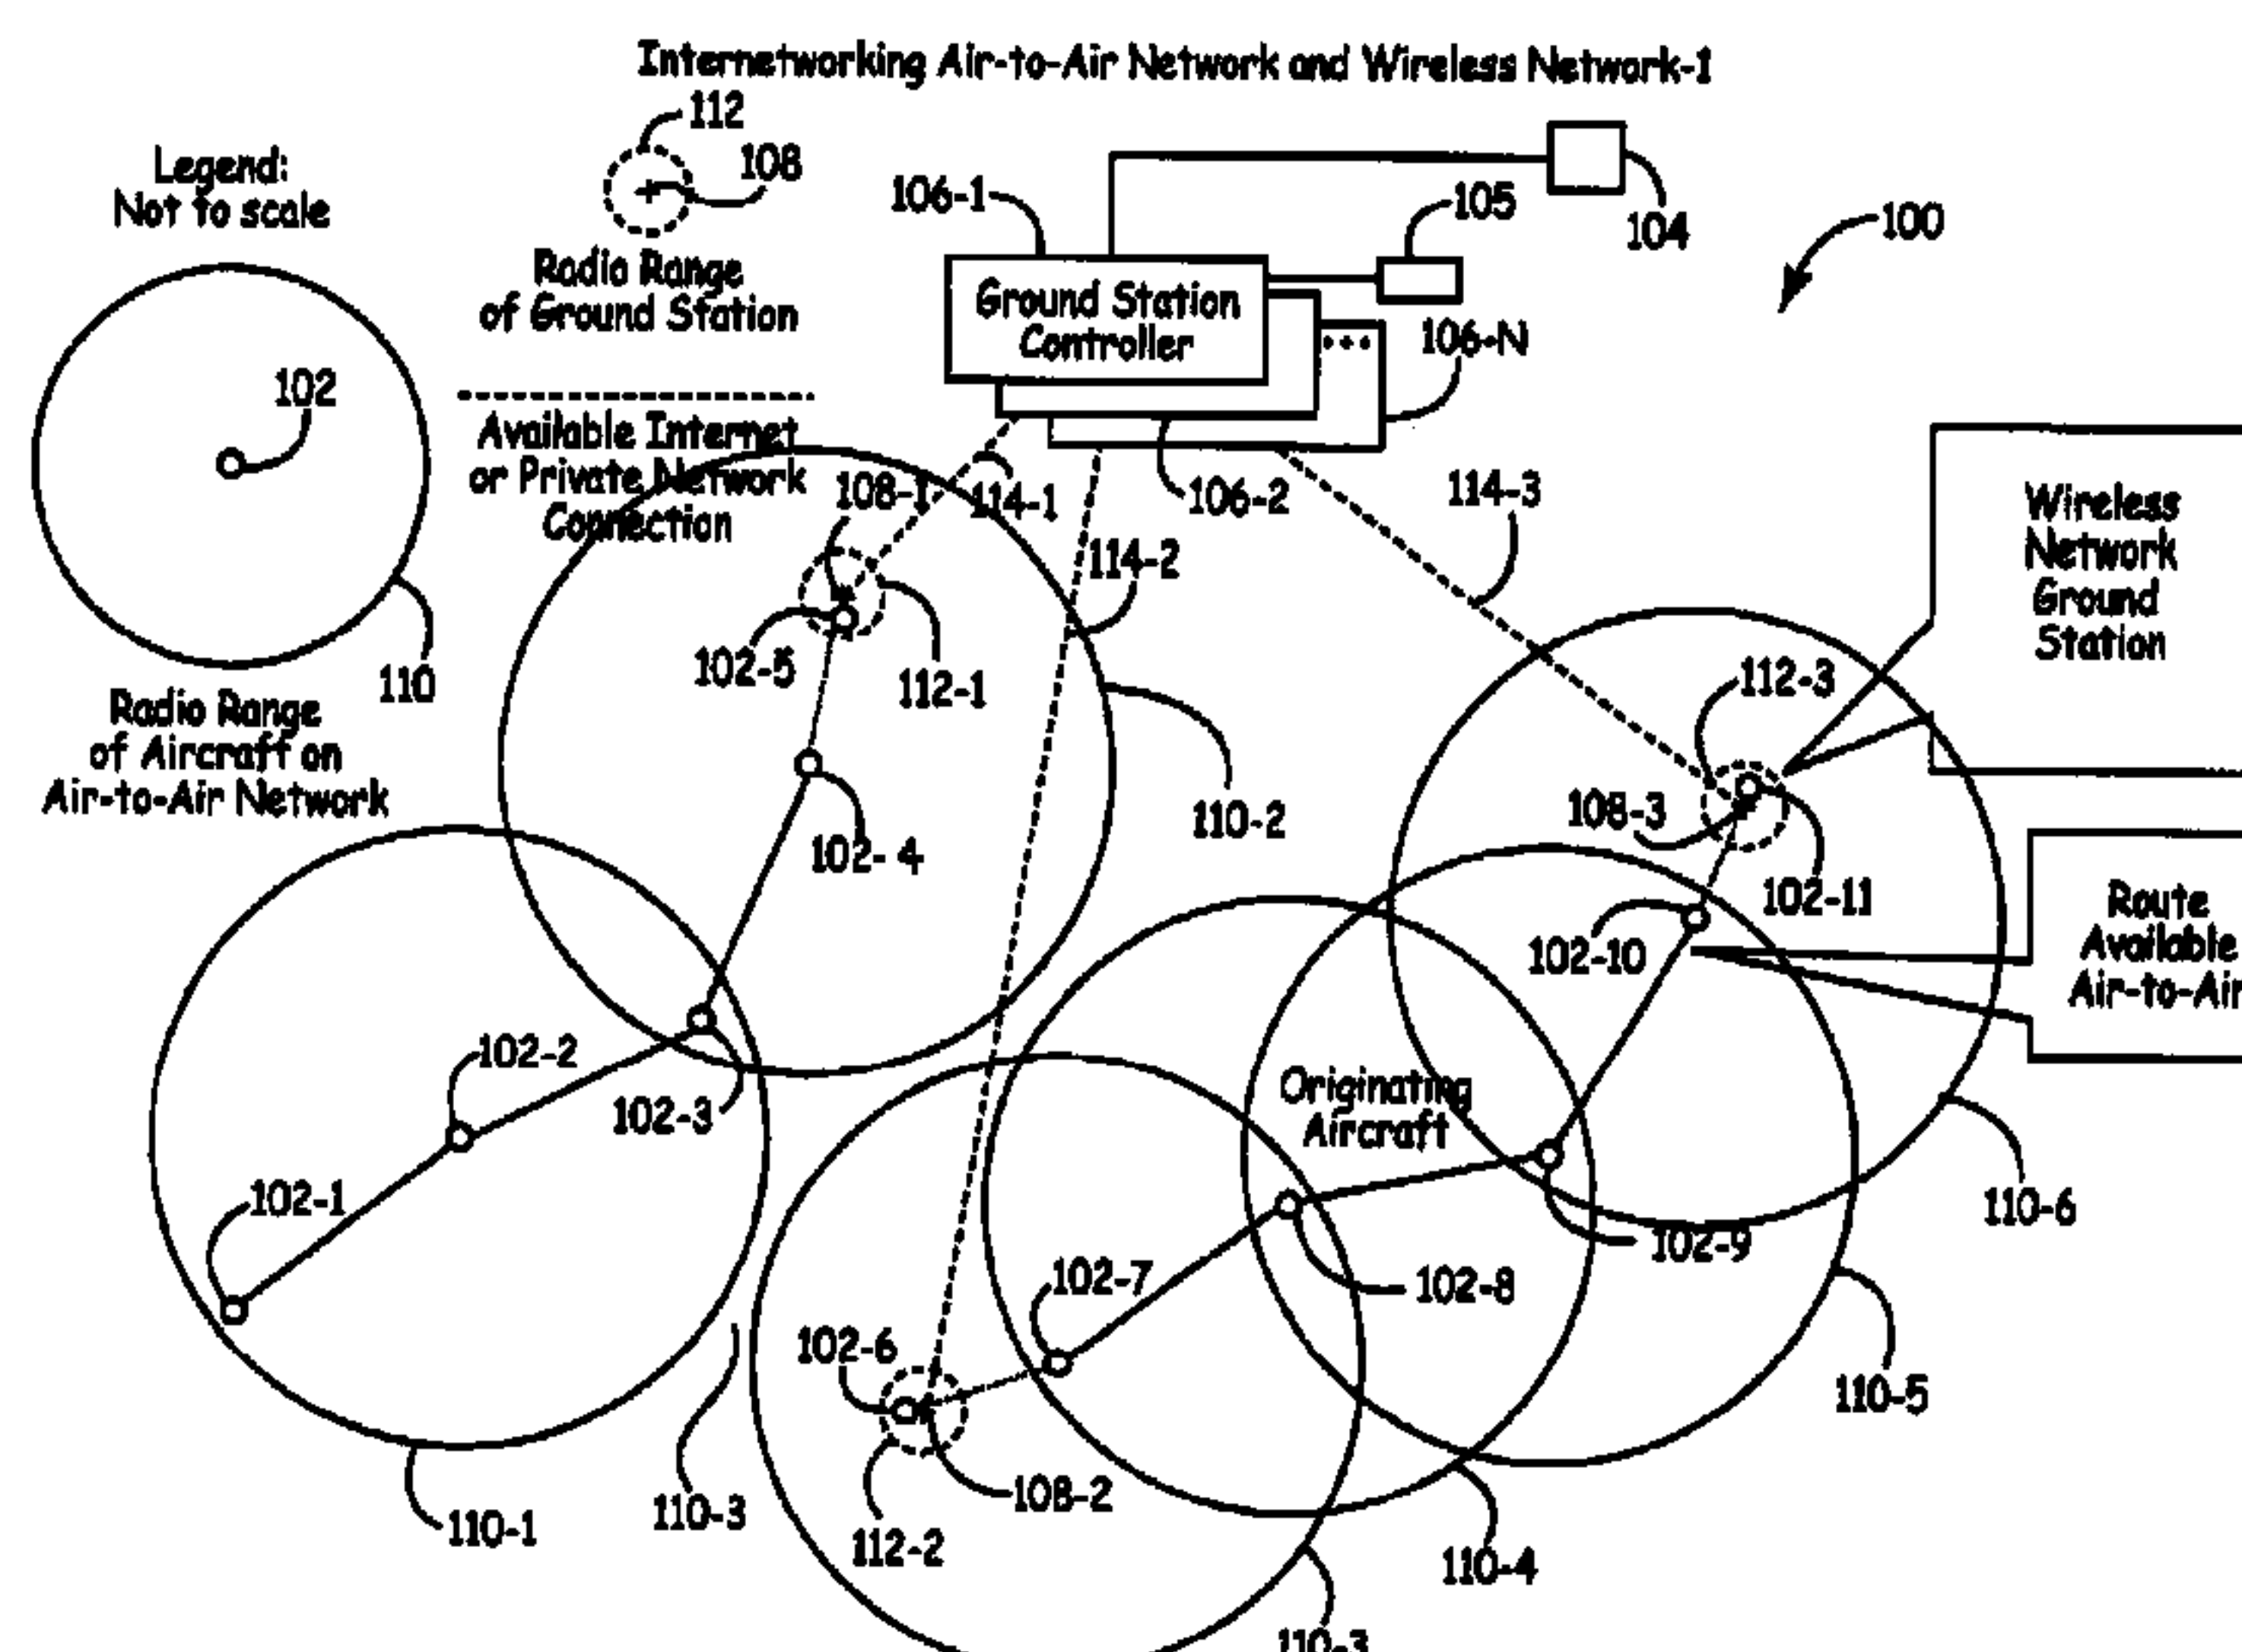 Internetworking Air-to-Air Network and Wireless Network-1
112
108
Legend:
Not to scale
Radio Range
of Ground Station
106-1
105
104
100
Ground Station
Controller
106-N
102
Available Internet
or Private Network
Connection
108-1
114-1
106-2
114-3
Wireless
Network
Ground
Station
114-2
102-5
112-1
110
112-3
Radio Range
of Aircraft on
Air-to-Air Network
110-2
108-3
102-4
102-11
102-10
Route
Available
Air-to-Air
102-2
102-3
Originating
Aircraft
102-1
110-6
102-9
102-7
102-8
102-6
110-5
108-2
110-3
110-1
112-2
110-4
110-3